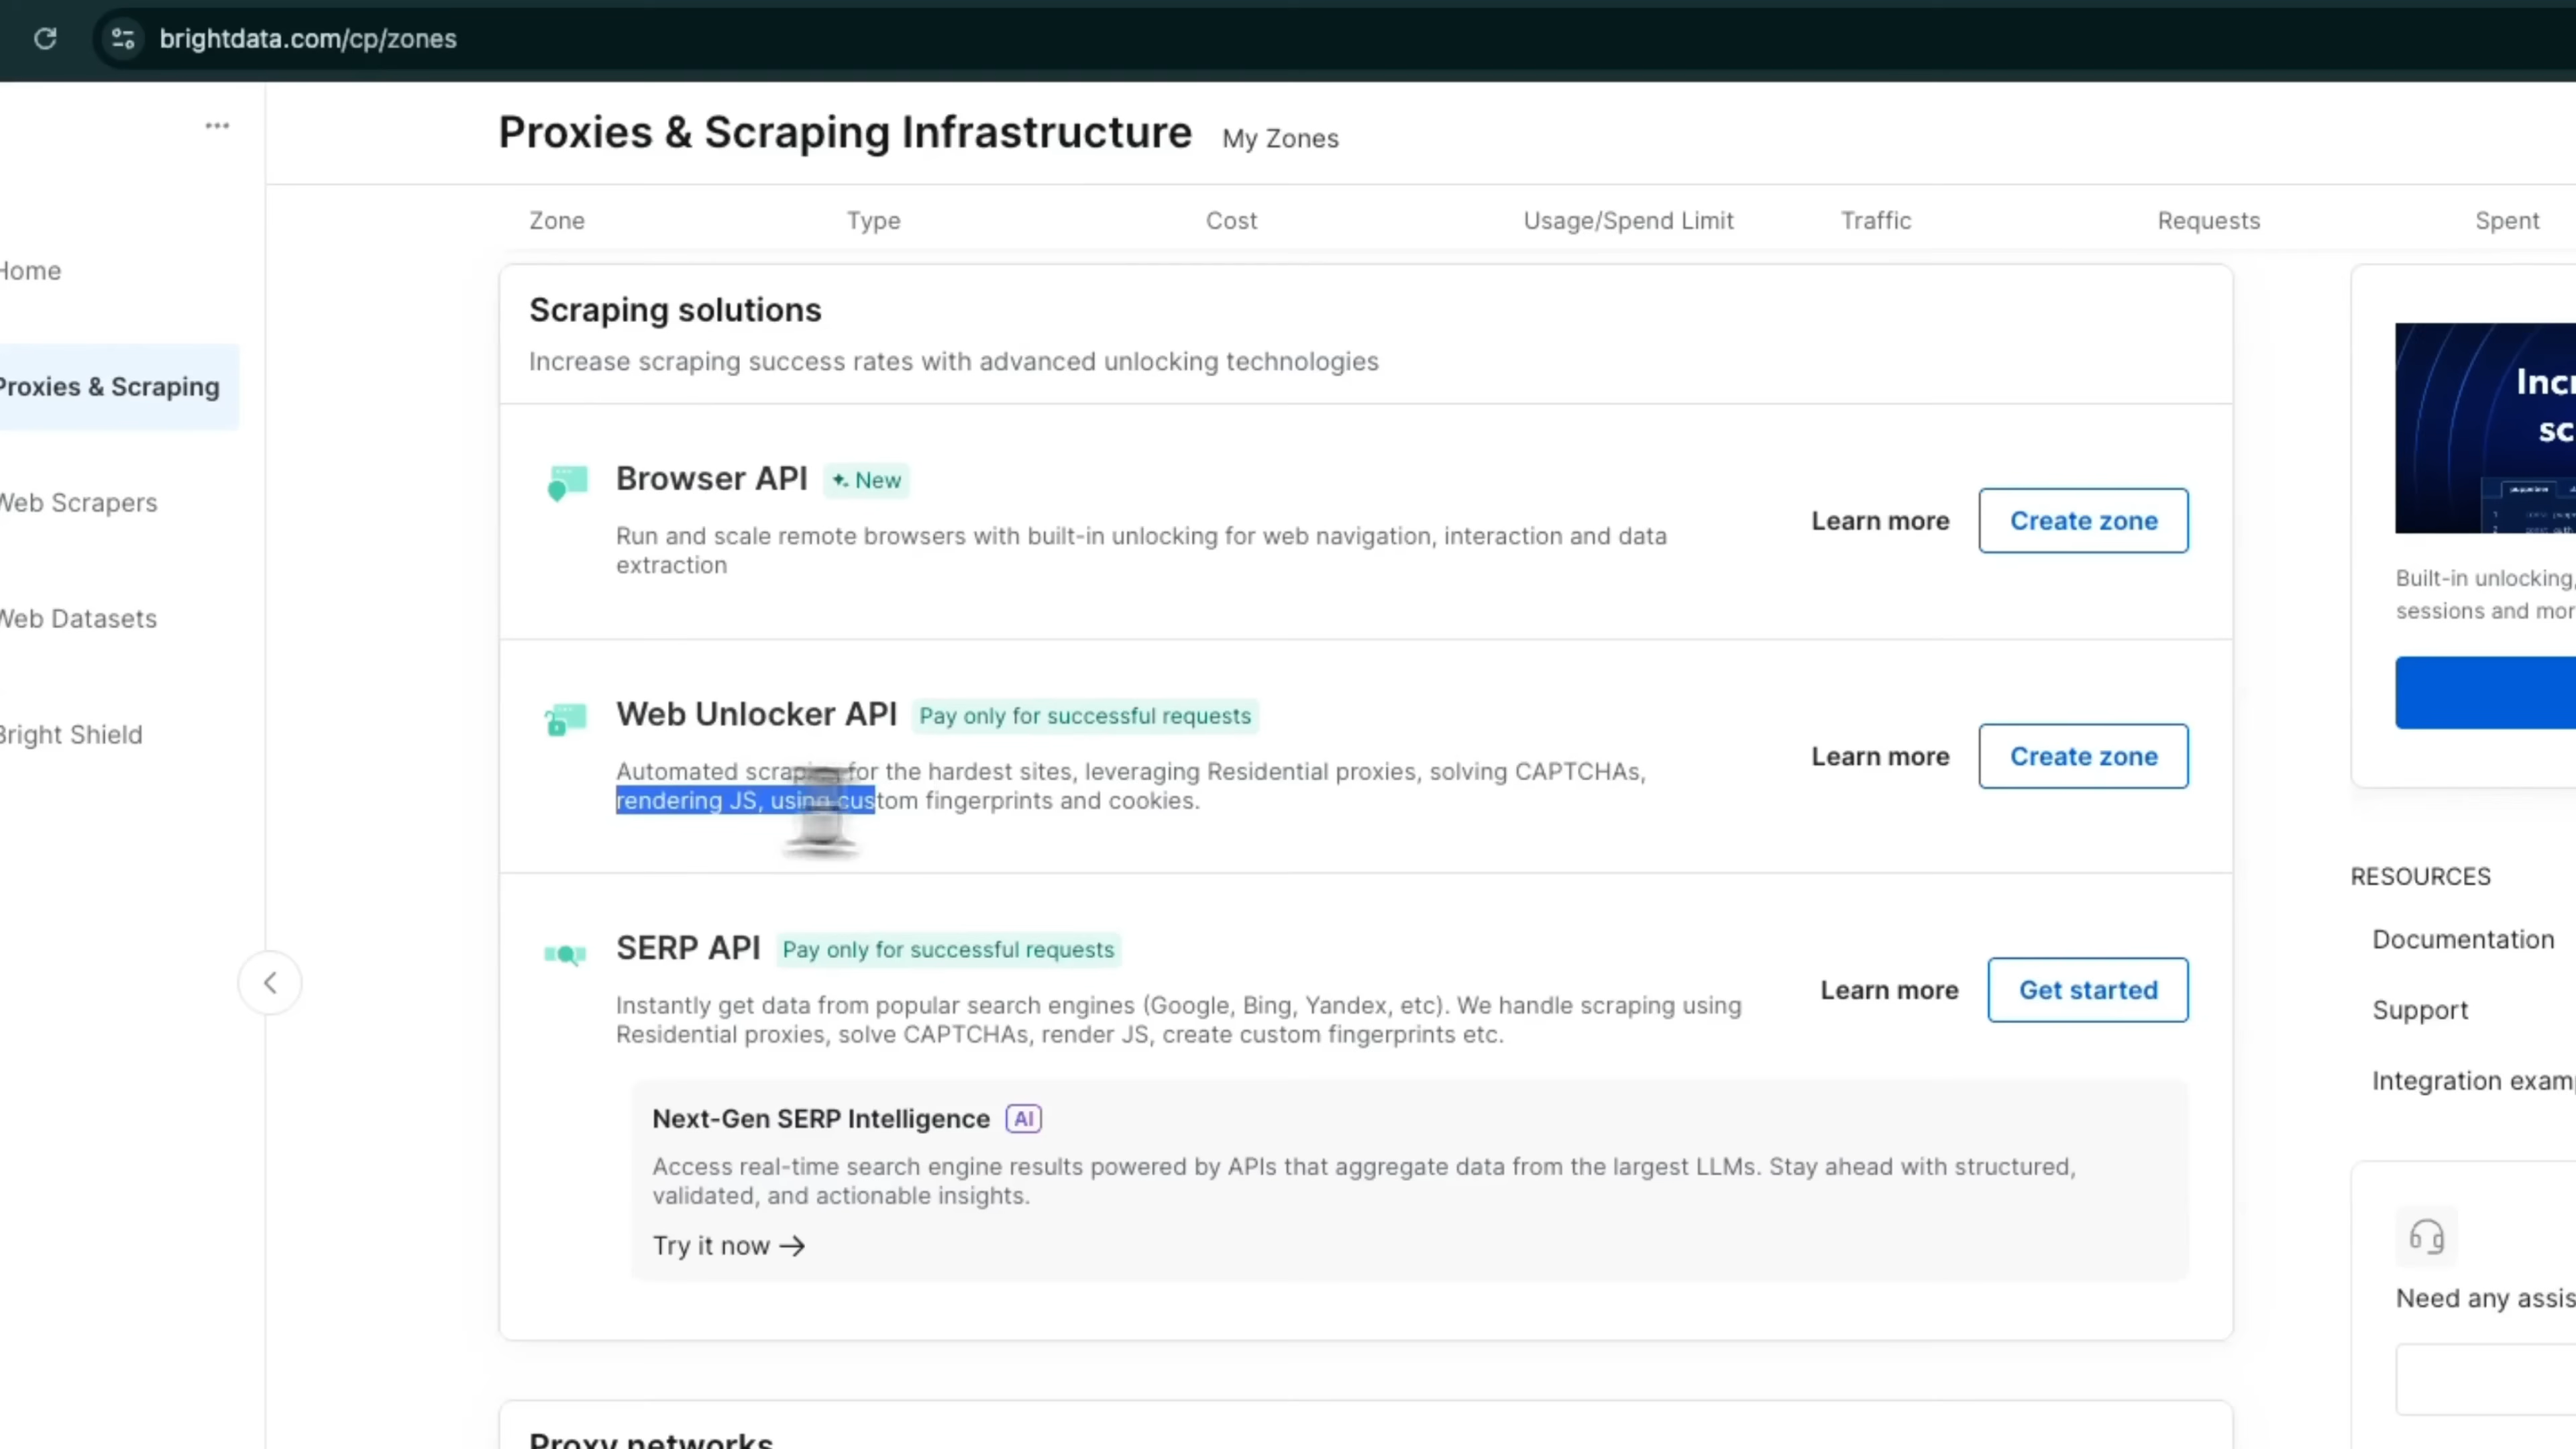 brightdata.com/cp/zones
Proxies & Scraping Infrastructure My Zones
Zone Type Cost Usage/Spend Limit Traffic Requests Spent
Home
Proxies & Scraping
Web Scrapers
Web Datasets
Bright Shield
Scraping solutions
Increase scraping success rates with advanced unlocking technologies
Browser API New
Run and scale remote browsers with built-in unlocking for web navigation, interaction and data
extraction
Learn more Create zone
Web Unlocker API Pay only for successful requests
Automated scraping for the hardest sites, leveraging Residential proxies, solving CAPTCHAs,
rendering JS, using custom fingerprints and cookies.
Learn more Create zone
SERP API Pay only for successful requests
Instantly get data from popular search engines (Google, Bing, Yandex, etc). We handle scraping using
Residential proxies, solve CAPTCHAs, render JS, create custom fingerprints etc.
Learn more Get started
Next-Gen SERP Intelligence AI
Access real-time search engine results powered by APIs that aggregate data from the largest LLMs. Stay ahead with structured,
validated, and actionable insights.
Try it now →
Proxy networks
Built-in unlocking,
sessions and
RESOURCES
Documentation
Support
Integration
Need any